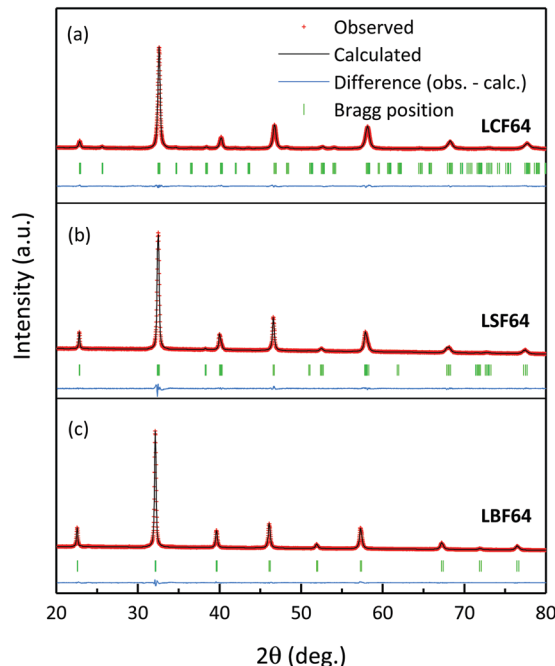 (a)
Observed
Calculated
Difference (obs. - calc.)
Bragg position
LCF64
(b)
LSF64
(c)
LBF64
Intensity (a.u.)
20 30 40 50 60 70 80
2θ (deg.)